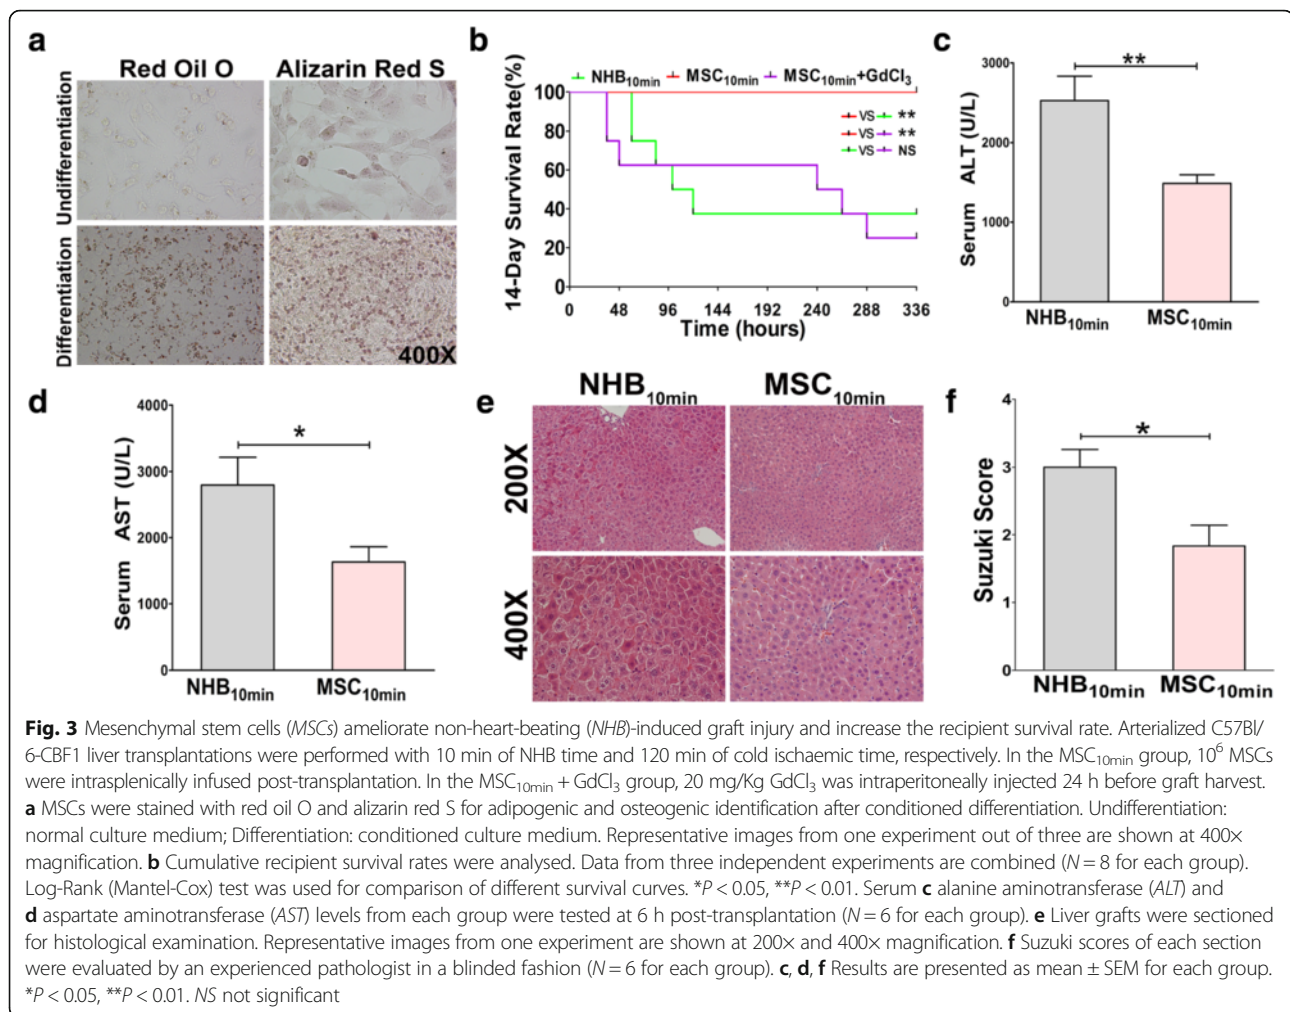 a
Red Oil O Alizarin Red S
Undifferentiation
Differentiation
400X
b
NHB10min MSC10min MSC10min+GdCl3
14-Day Survival Rate(%)
100
80
60
40
20
0
VS **
VS **
VS NS
0 48 96 144 192 240 288 336
Time (hours)
c
Serum ALT (U/L)
3000
2000
1000
0
**
NHB10min MSC10min
d
Serum AST (U/L)
4000
3000
2000
1000
0
*
NHB10min MSC10min
e
NHB10min MSC10min
200X
400X
f
Suzuki Score
4
3
2
1
0
*
NHB10min MSC10min
Fig. 3 Mesenchymal stem cells (MSCs) ameliorate non-heart-beating (NHB)-induced graft injury and increase the recipient survival rate. Arterialized C57Bl/
6-CBF1 liver transplantations were performed with 10 min of NHB time and 120 min of cold ischaemic time, respectively. In the MSC10min group, 10⁶ MSCs
were intrasplenically infused post-transplantation. In the MSC10min + GdCl3 group, 20 mg/Kg GdCl3 was intraperitoneally injected 24 h before graft harvest.
a MSCs were stained with red oil O and alizarin red S for adipogenic and osteogenic identification after conditioned differentiation. Undifferentiation:
normal culture medium; Differentiation: conditioned culture medium. Representative images from one experiment out of three are shown at 400×
magnification. b Cumulative recipient survival rates were analysed. Data from three independent experiments are combined (N = 8 for each group).
Log-Rank (Mantel-Cox) test was used for comparison of different survival curves. *P < 0.05, **P < 0.01. Serum c alanine aminotransferase (ALT) and
d aspartate aminotransferase (AST) levels from each group were tested at 6 h post-transplantation (N = 6 for each group). e Liver grafts were sectioned
for histological examination. Representative images from one experiment are shown at 200× and 400× magnification. f Suzuki scores of each section
were evaluated by an experienced pathologist in a blinded fashion (N = 6 for each group). c, d, f Results are presented as mean ± SEM for each group.
*P < 0.05, **P < 0.01. NS not significant